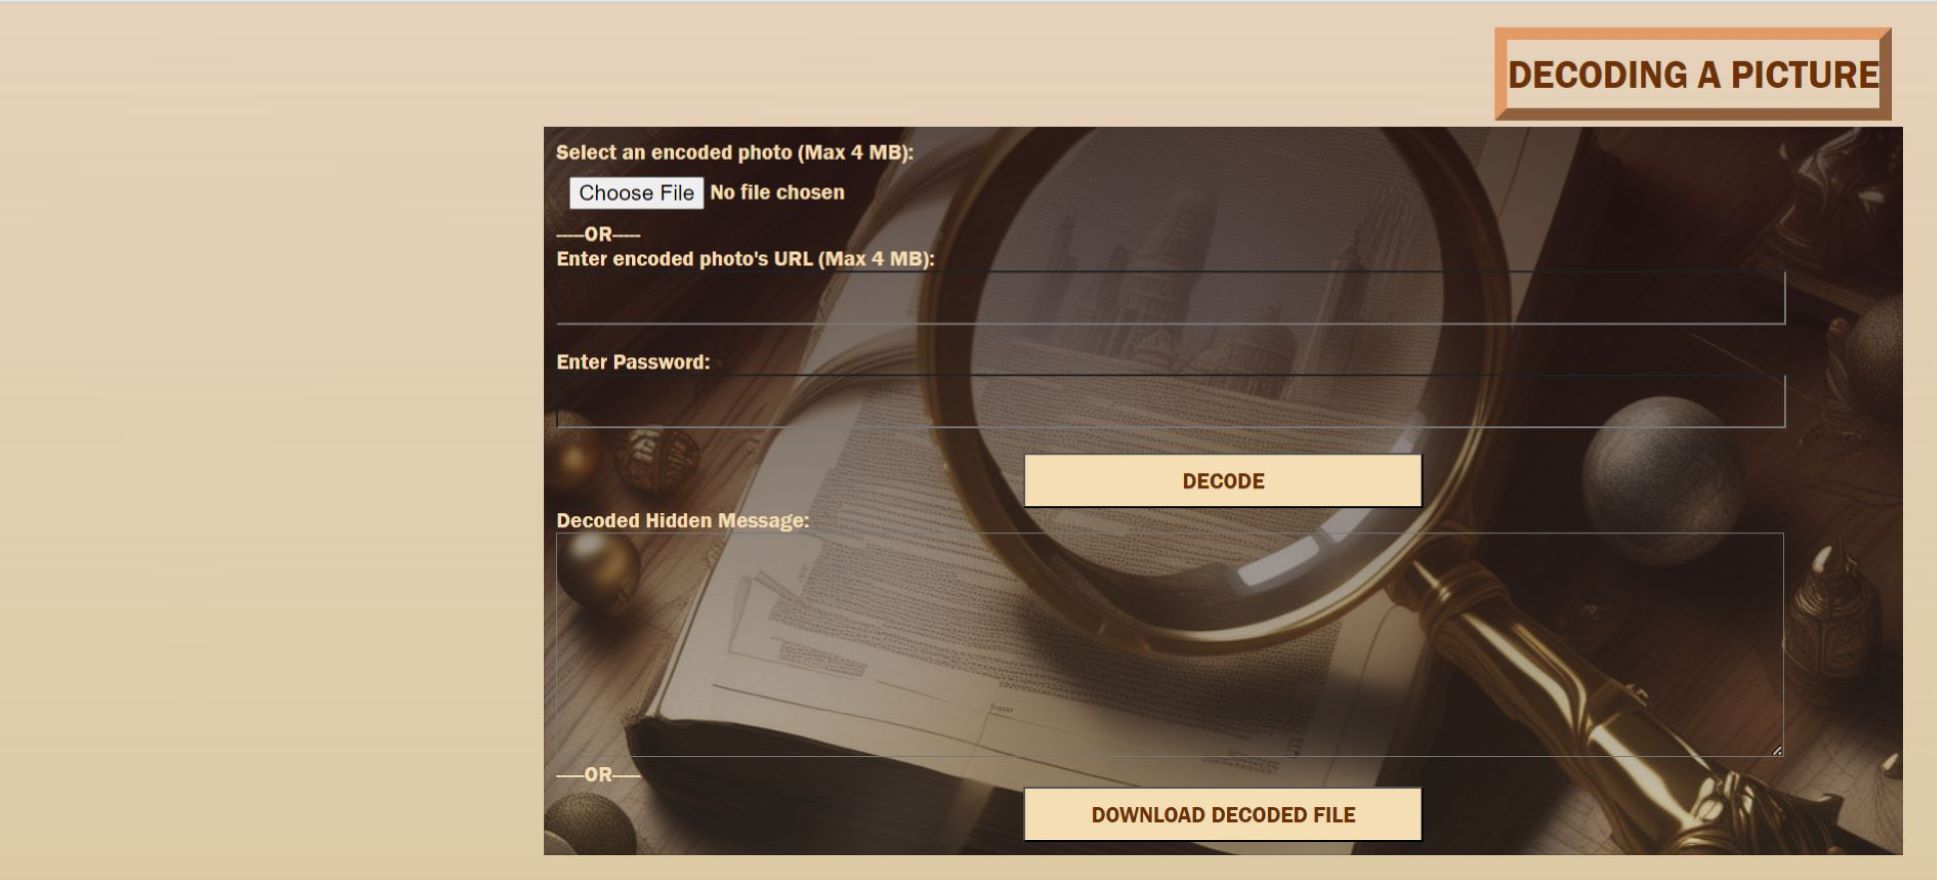 DECODING A PICTURE
Select an encoded photo (Max 4 MB):
Choose File No file chosen
-----OR-----
Enter encoded photo's URL (Max 4 MB):
Enter Password:
DECODE
Decoded Hidden Message:
-----OR-----
DOWNLOAD DECODED FILE